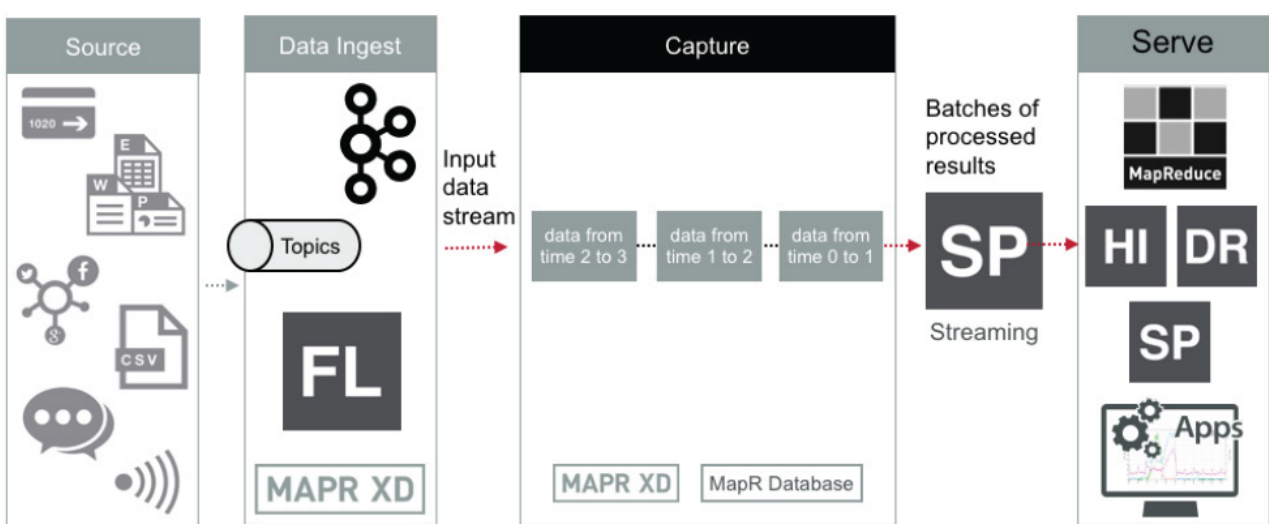 Source
1020
E
W
P
f
g
CSV
Data Ingest
Topics
FL
MAPR XD
Input
data
stream
Capture
data from
time 2 to 3
data from
time 1 to 2
data from
time 0 to 1
MAPR XD
MapR Database
Batches of
processed
results
SP
Streaming
Serve
MapReduce
HI
DR
SP
Apps